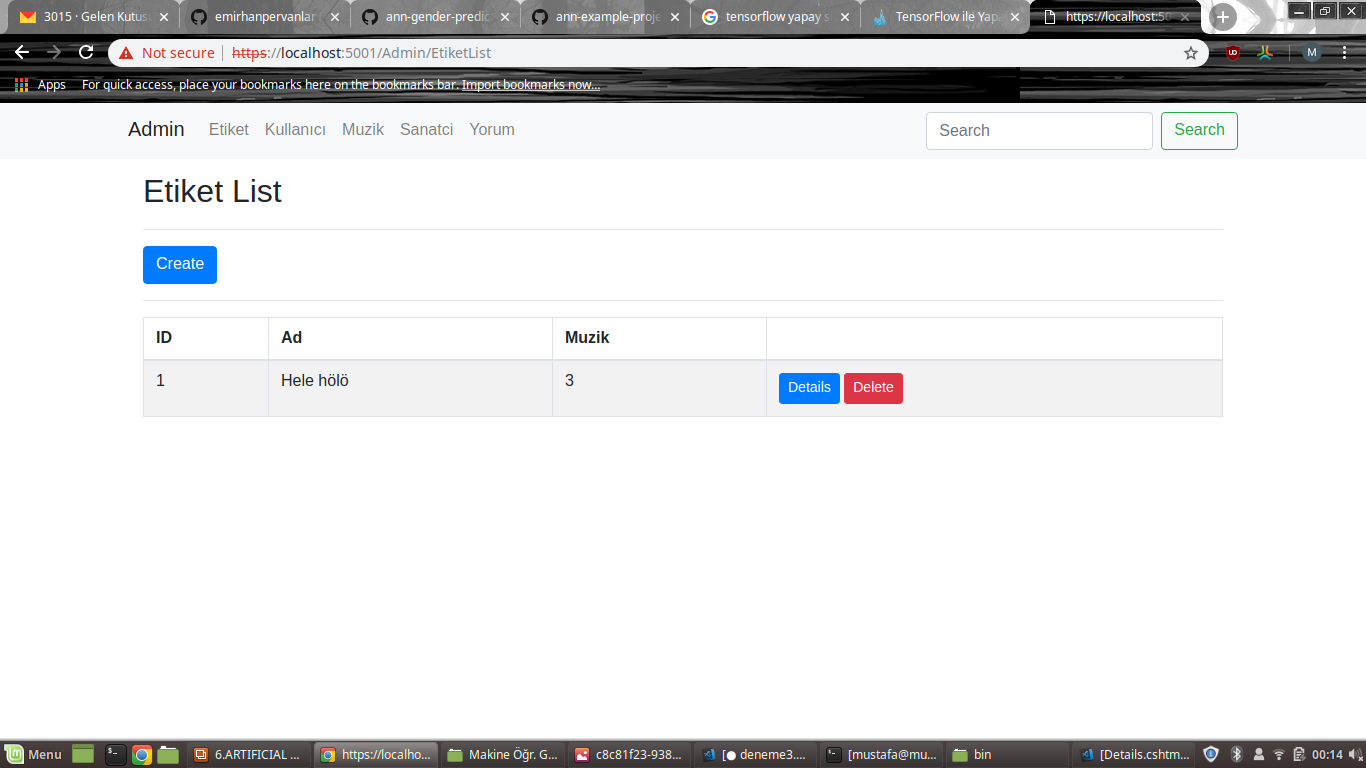 3015 · Gelen Kutus
emirhanpervanlar
ann-gender-predic
ann-example-proje
tensorflow yapay s
TensorFlow ile Yap
https://localhost:50
Not secure | https://localhost:5001/Admin/EtiketList
M
Apps For quick access, place your bookmarks here on the bookmarks bar. Import bookmarks now...
Admin Etiket Kullanıcı Muzik Sanatci Yorum Search Search
Etiket List
Create
ID Ad Muzik
1 Hele hölö 3 Details Delete
Menu 6.ARTIFICIAL ... https://localho... Makine Öğr. G... c8c81f23-938... [● deneme3.... [mustafa@mu... bin [Details.cshtm... 00:14